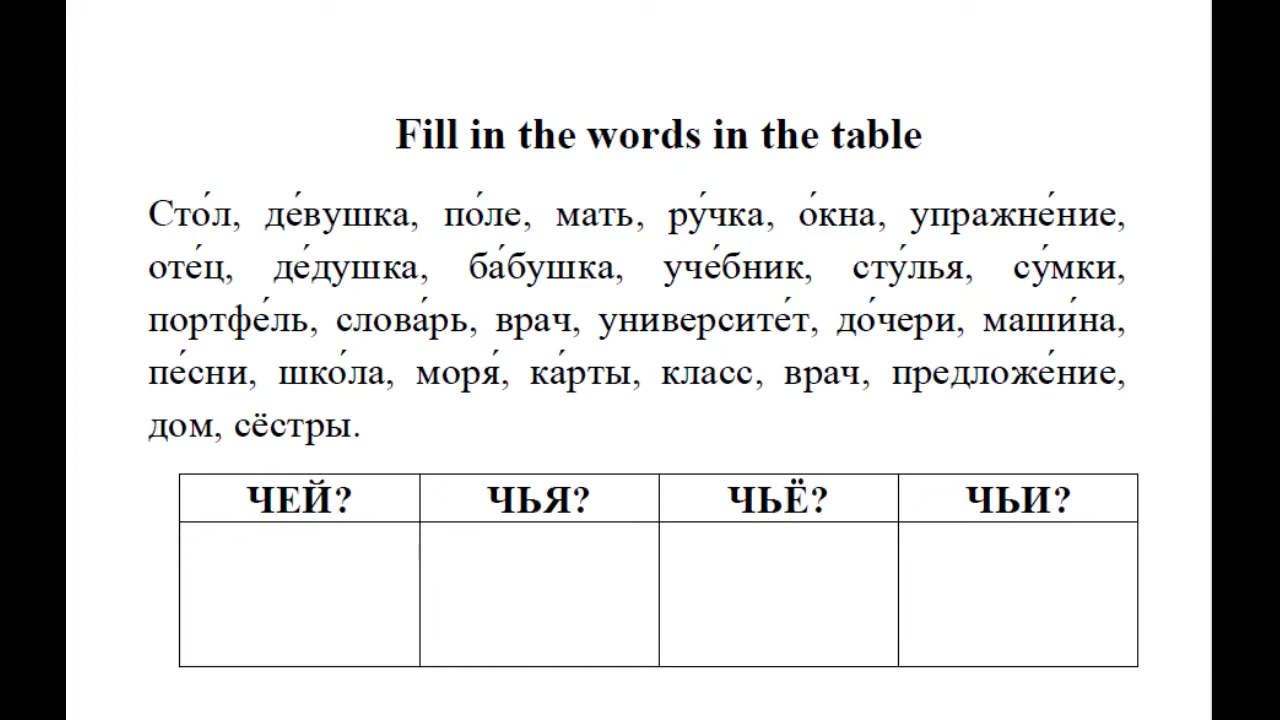 Fill in the words in the table
Сто́л, де́вушка, по́ле, мать, ру́чка, о́кна, упражне́ние,
оте́ц, де́душка, ба́бушка, уче́бник, сту́лья, су́мки,
портфе́ль, слова́рь, врач, университе́т, до́чери, маши́на,
пе́сни, шко́ла, моря́, ка́рты, класс, врач, предложе́ние,
дом, сёстры.
ЧЕЙ? ЧЬЯ? ЧЬЁ? ЧЬИ?